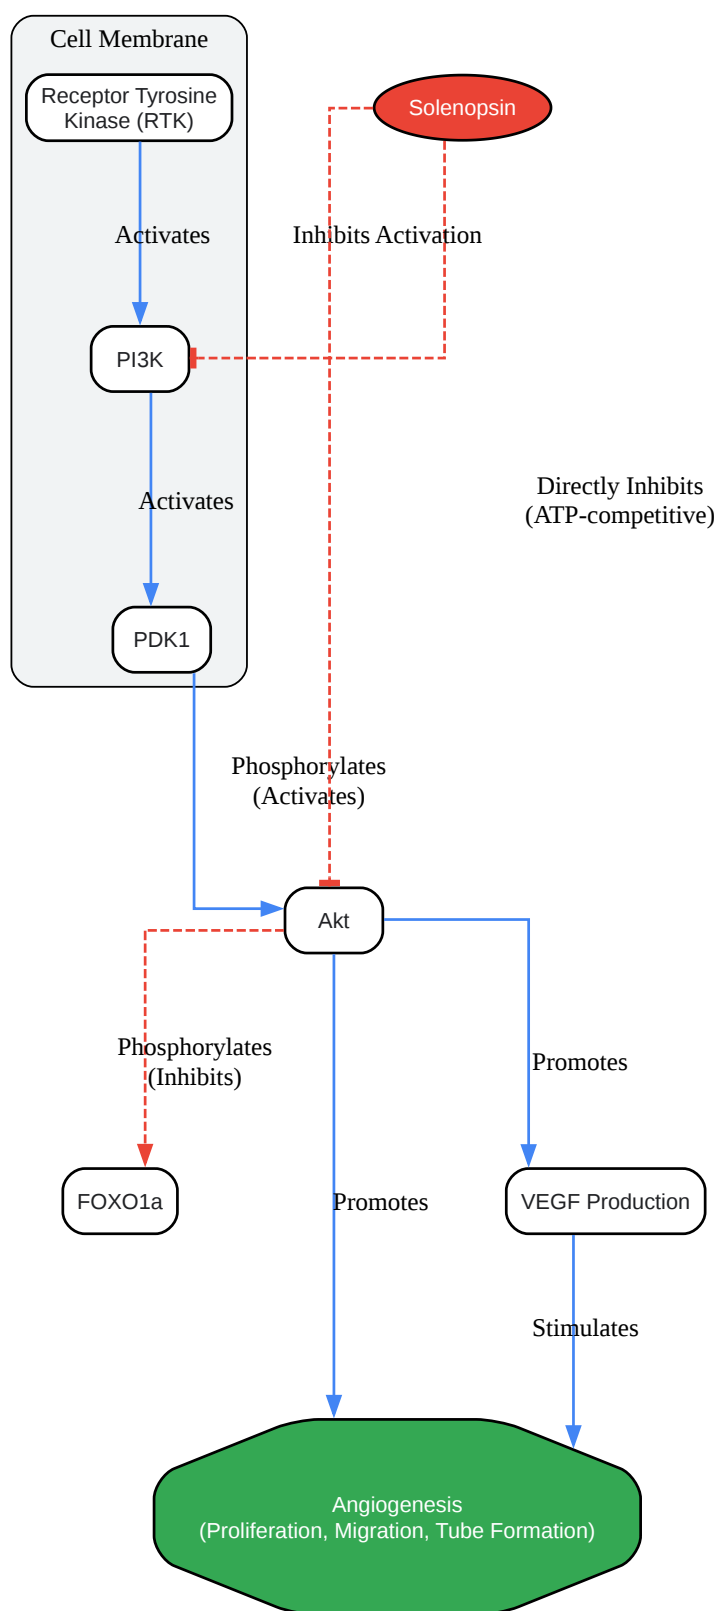 Cell Membrane
Receptor Tyrosine
Kinase (RTK)
Solenopsin
Activates
Inhibits Activation
PI3K
Directly Inhibits
(ATP-competitive)
Activates
PDK1
Phosphorylates
(Activates)
Akt
Phosphorylates
(Inhibits)
Promotes
FOXO1a
Promotes
VEGF Production
Stimulates
Angiogenesis
(Proliferation, Migration, Tube Formation)